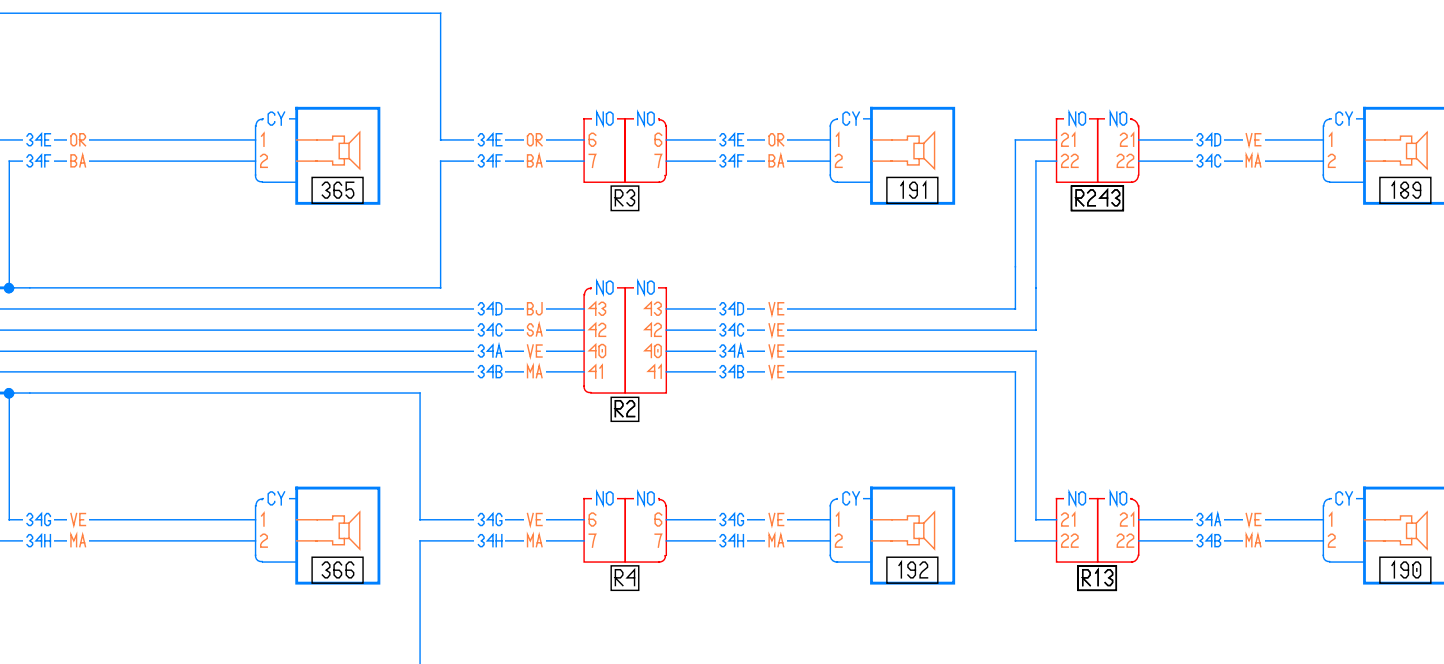 CY NO NO CY NO NO CY
34E OR 1 34E OR 6 6 34E OR 1 21 21 34D VE 1
34F BA 2 34F BA 7 7 34F BA 2 22 22 34C MA 2
365 R3 191 R243 189
NO NO
34D BJ 43 43 34D VE
34C SA 42 42 34C VE
34A VE 40 40 34A VE
34B MA 41 41 34B VE
R2
CY NO NO CY NO NO CY
34G VE 1 34G VE 6 6 34G VE 1 21 21 34A VE 1
34H MA 2 34H MA 7 7 34H MA 2 22 22 34B MA 2
366 R4 192 R13 190